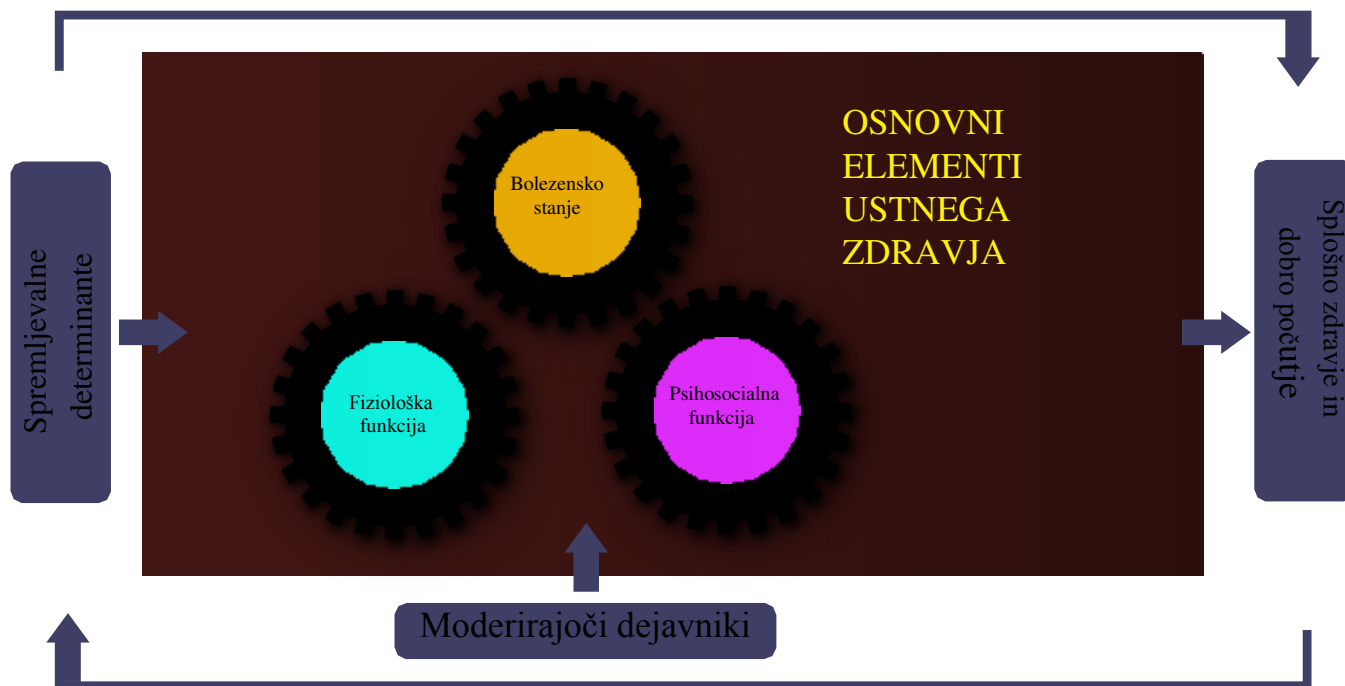 OSNOVNI
ELEMENTI
USTNEGA
ZDRAVJA
Bolezensko
stanje
Fiziološka
funkcija
Psihosocialna
funkcija
Spremljevalne
determinante
Splošno zdravje in
dobro počutje
Moderirajoči dejavniki